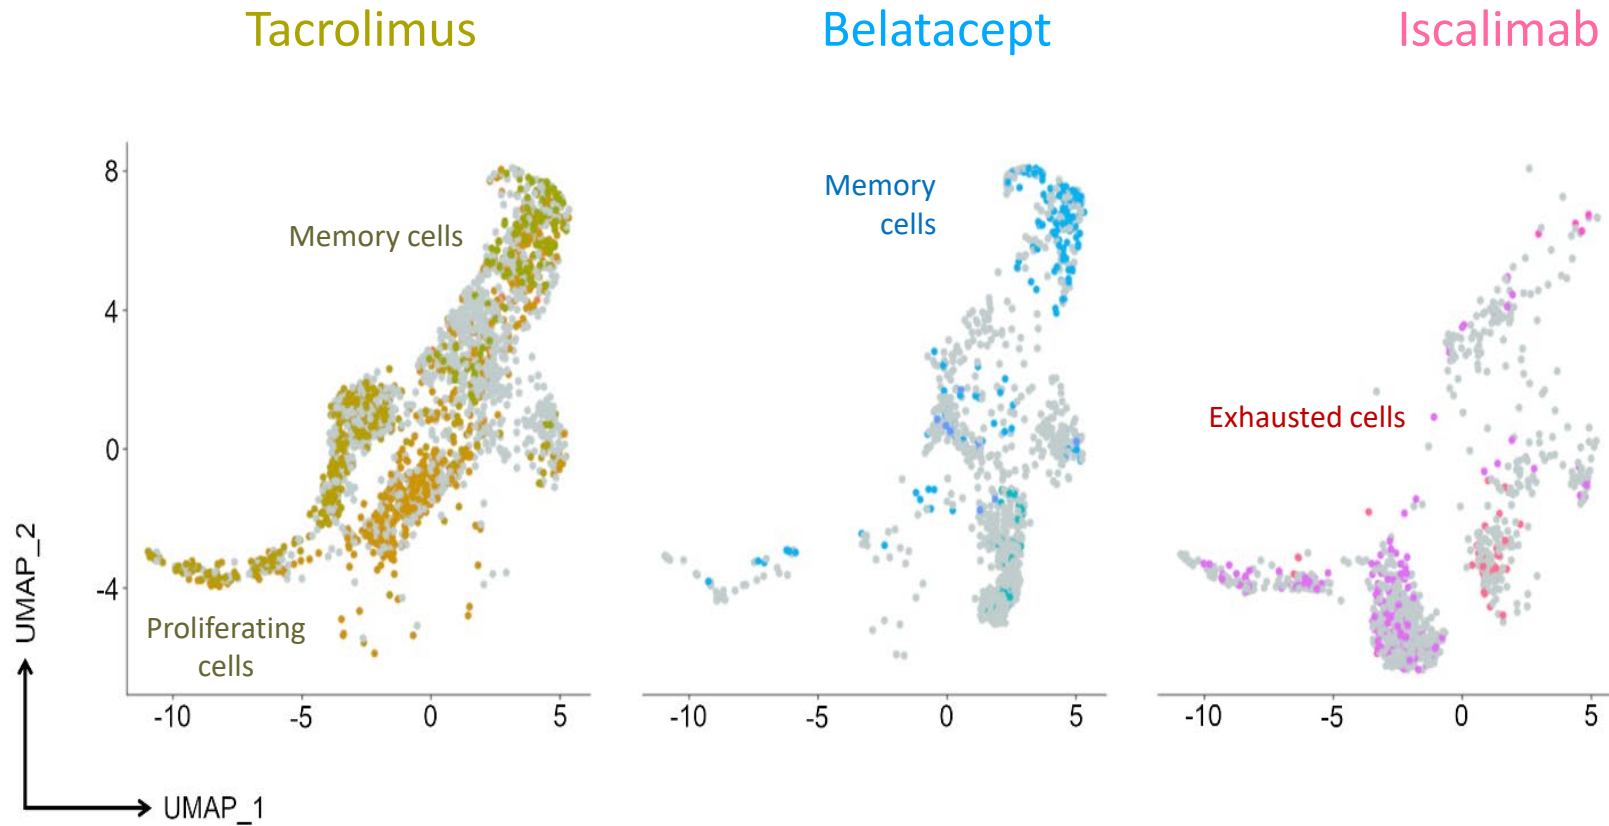 Tacrolimus
Belatacept
Iscalimab
Memory cells
Memory
cells
Exhausted cells
Proliferating
cells
8
4
0
-4
-10
-5
0
5
-10
-5
0
5
-10
-5
0
5
UMAP_2
UMAP_1